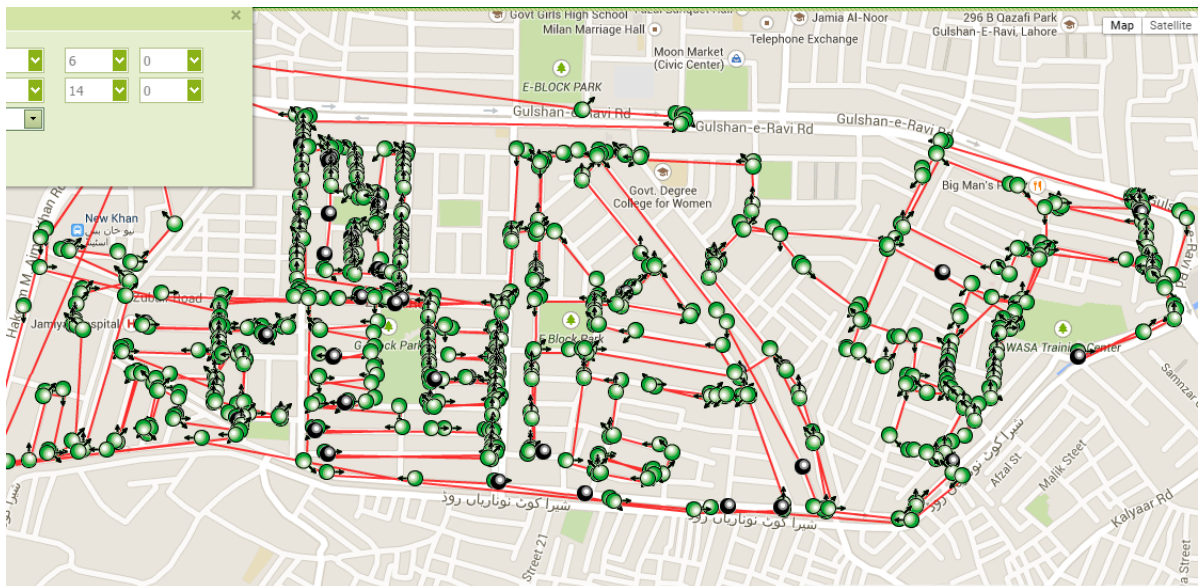 Govt Girls High School
Jamia Al-Noor
296 B Qazafi Park
Gulshan-E-Ravi, Lahore
Map
Satellite
Milan Marriage Hall
Telephone Exchange
Moon Market
(Civic Center)
6
0
E-BLOCK PARK
14
0
Gulshan-e-Ravi Rd
Gulshan-e-Ravi Rd
Gulshan-e-Ravi Rd
Govt. Degree
College for Women
Big Man's
New Khan
نیو خان بس
اسٹینڈ
Road
Hospital
Block Park
Block Park
WASA Training Center
شیرا کوٹ نوناریاں روڈ
شیرا کوٹ نوناریاں روڈ
Afzal St
Malik Steet
Kalyaar Rd
Street 21
Street